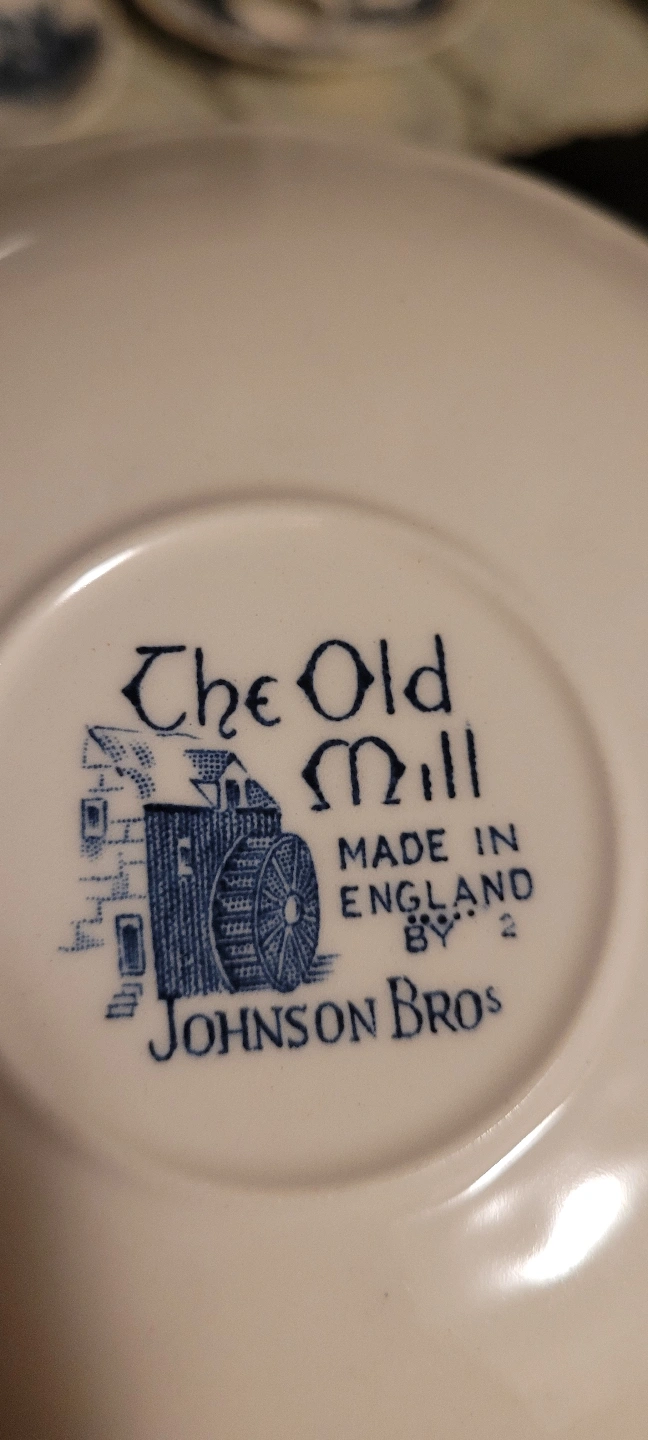 The Old
Mill
MADE IN
ENGLAND
BY 2
JOHNSON BROS